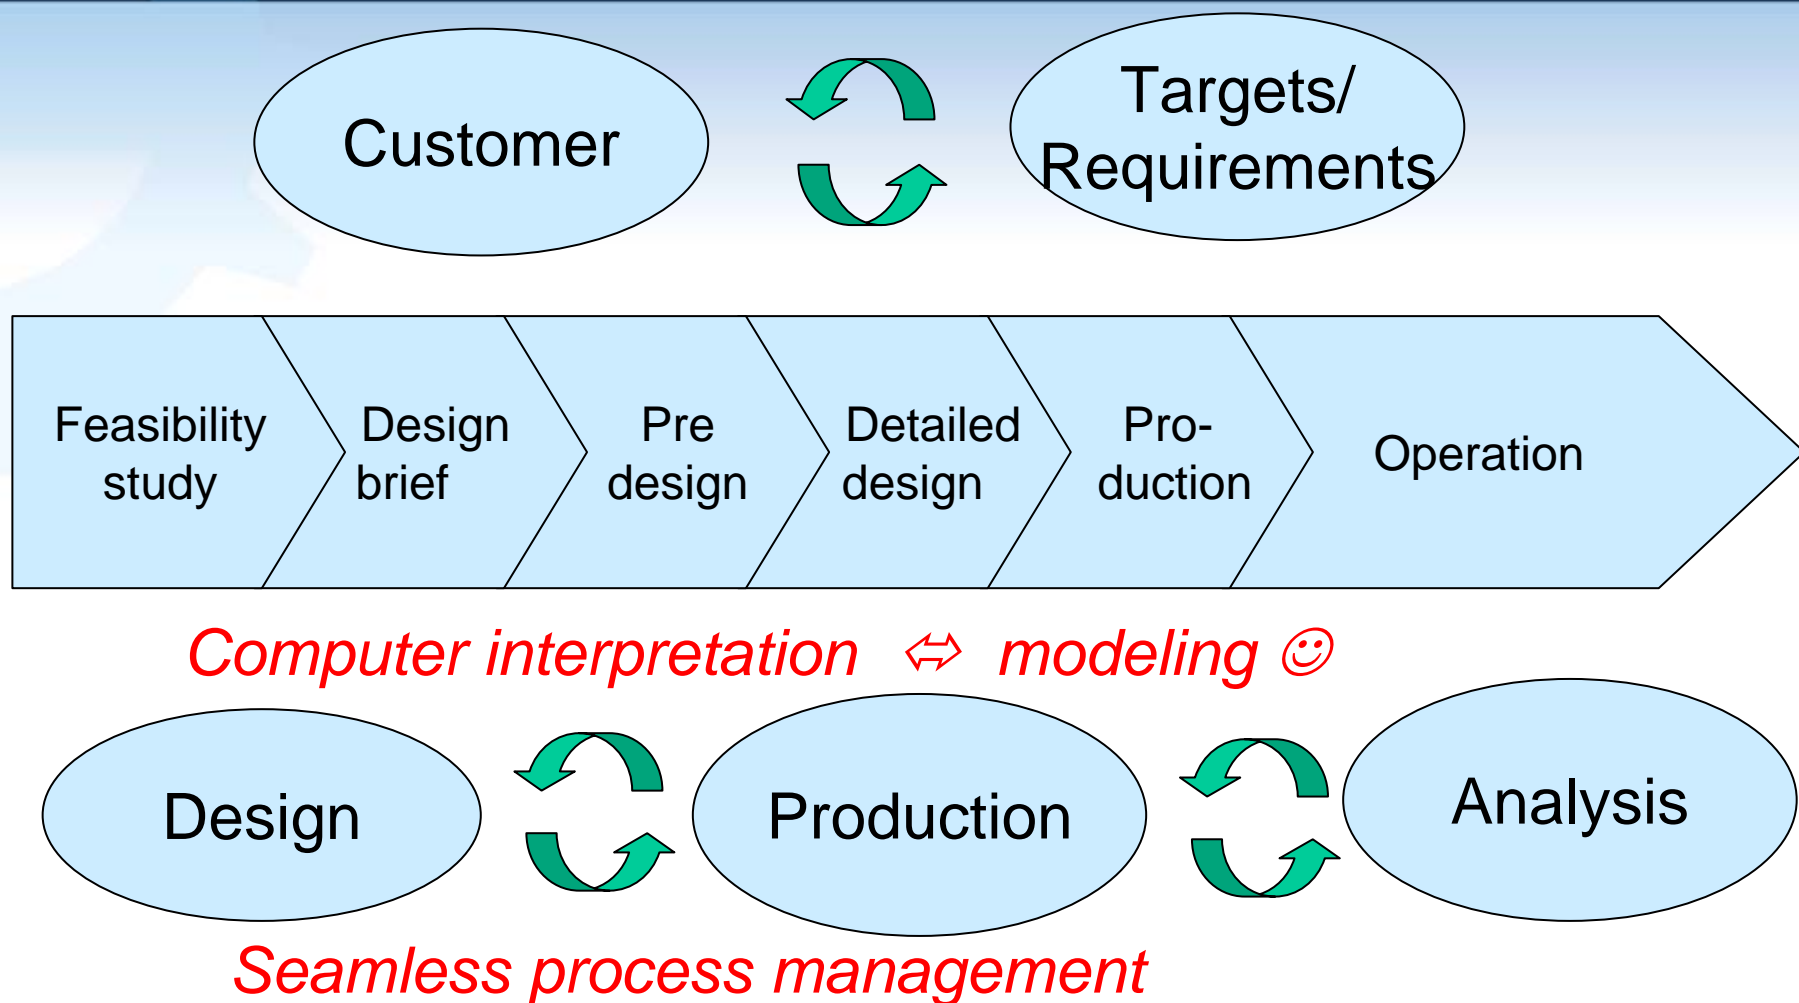 Customer
Targets/
Requirements
Feasibility
study
Design
brief
Pre
design
Detailed
design
Pro-
duction
Operation
Computer interpretation ⬄ modeling ☺
Design
Production
Analysis
Seamless process management